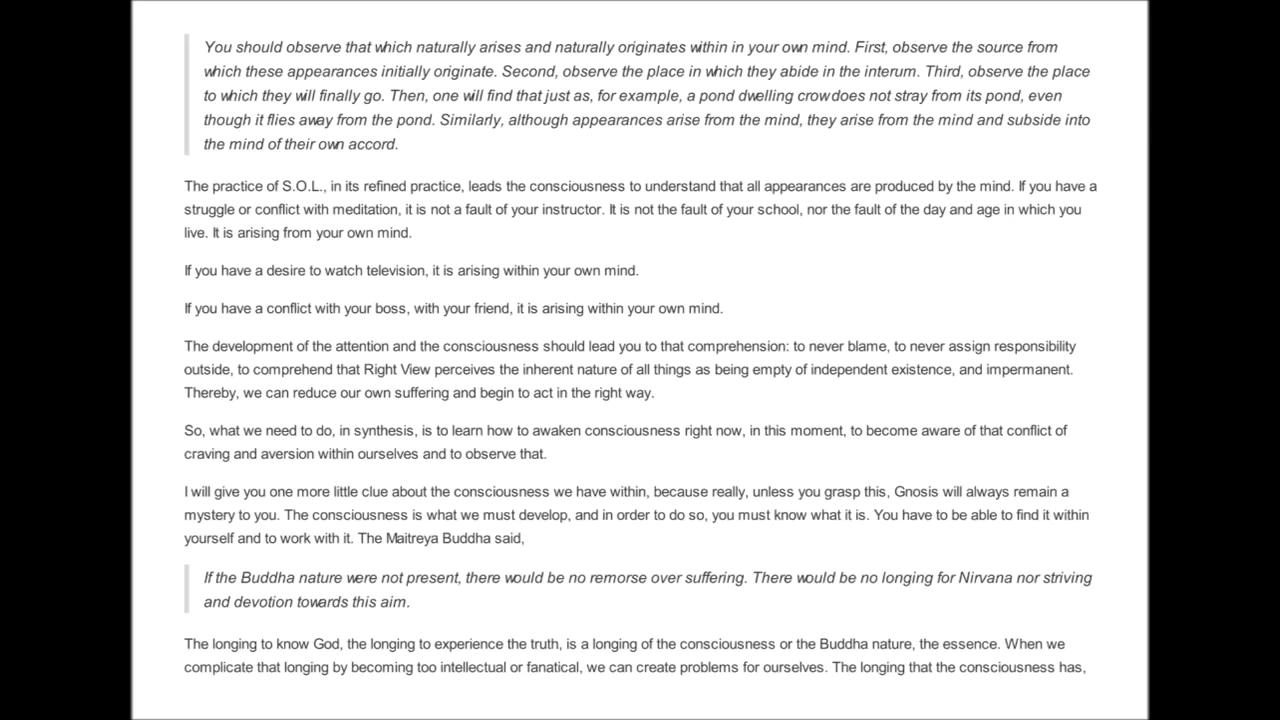 You should observe that which naturally arises and naturally originates within in your own mind. First, observe the source from
which these appearances initially originate. Second, observe the place in which they abide in the interum. Third, observe the place
to which they will finally go. Then, one will find that just as, for example, a pond dwelling crow does not stray from its pond, even
though it flies away from the pond. Similarly, although appearances arise from the mind, they arise from the mind and subside into
the mind of their own accord.
The practice of S.O.L., in its refined practice, leads the consciousness to understand that all appearances are produced by the mind. If you have a
struggle or conflict with meditation, it is not a fault of your instructor. It is not the fault of your school, nor the fault of the day and age in which you
live. It is arising from your own mind.
If you have a desire to watch television, it is arising within your own mind.
If you have a conflict with your boss, with your friend, it is arising within your own mind.
The development of the attention and the consciousness should lead you to that comprehension: to never blame, to never assign responsibility
outside, to comprehend that Right View perceives the inherent nature of all things as being empty of independent existence, and impermanent.
Thereby, we can reduce our own suffering and begin to act in the right way.
So, what we need to do, in synthesis, is to learn how to awaken consciousness right now, in this moment, to become aware of that conflict of
craving and aversion within ourselves and to observe that.
I will give you one more little clue about the consciousness we have within, because really, unless you grasp this, Gnosis will always remain a
mystery to you. The consciousness is what we must develop, and in order to do so, you must know what it is. You have to be able to find it within
yourself and to work with it. The Maitreya Buddha said,
If the Buddha nature were not present, there would be no remorse over suffering. There would be no longing for Nirvana nor striving
and devotion towards this aim.
The longing to know God, the longing to experience the truth, is a longing of the consciousness or the Buddha nature, the essence. When we
complicate that longing by becoming too intellectual or fanatical, we can create problems for ourselves. The longing that the consciousness has,